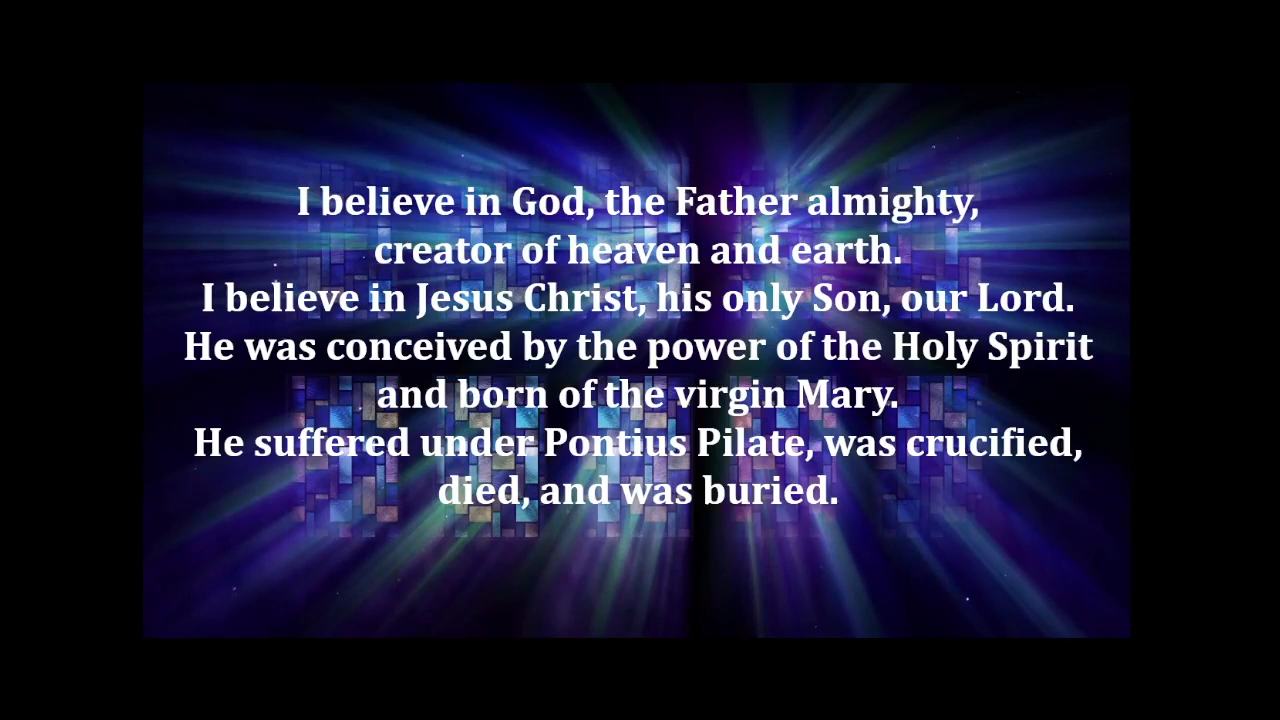 I believe in God, the Father almighty,
creator of heaven and earth.
I believe in Jesus Christ, his only Son, our Lord.
He was conceived by the power of the Holy Spirit
and born of the virgin Mary.
He suffered under Pontius Pilate, was crucified,
died, and was buried.